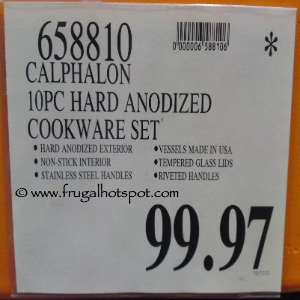 658810
0000006588106
*
CALPHALON
10PC HARD ANODIZED
COOKWARE SET
• HARD ANODIZED EXTERIOR
• NON-STICK INTERIOR
• STAINLESS STEEL HANDLES
• VESSELS MADE IN USA
• TEMPERED GLASS LIDS
• RIVETED HANDLES
www.frugalhotspot.com
99.97